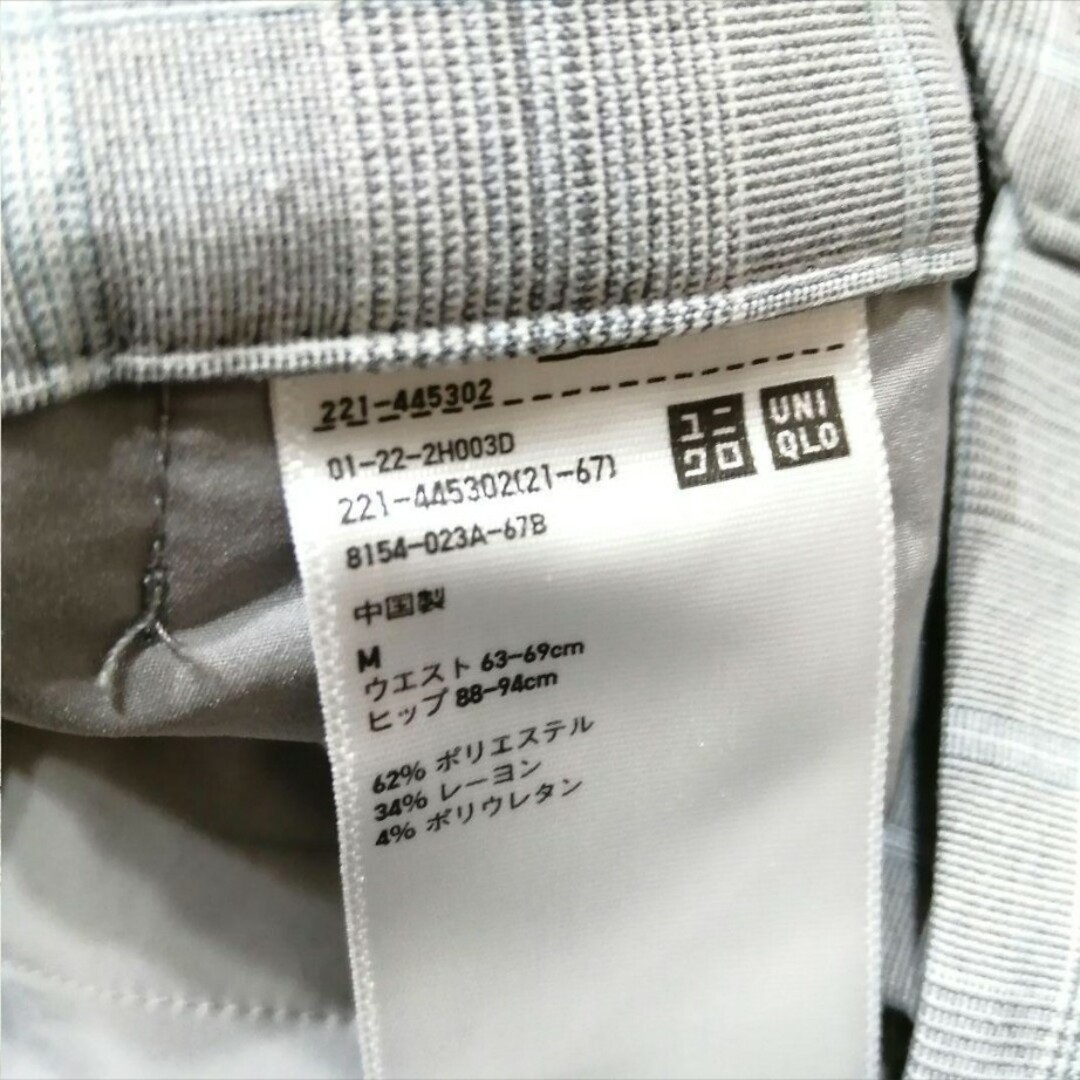 221-445302
01-22-2H003D
221-445302(21-67)
8154-023A-67B
ユニ
クロ
UNI
QLO
中国製
M
ウエスト 63-69cm
ヒップ 88-94cm
62% ポリエステル
34% レーヨン
4% ポリウレタン